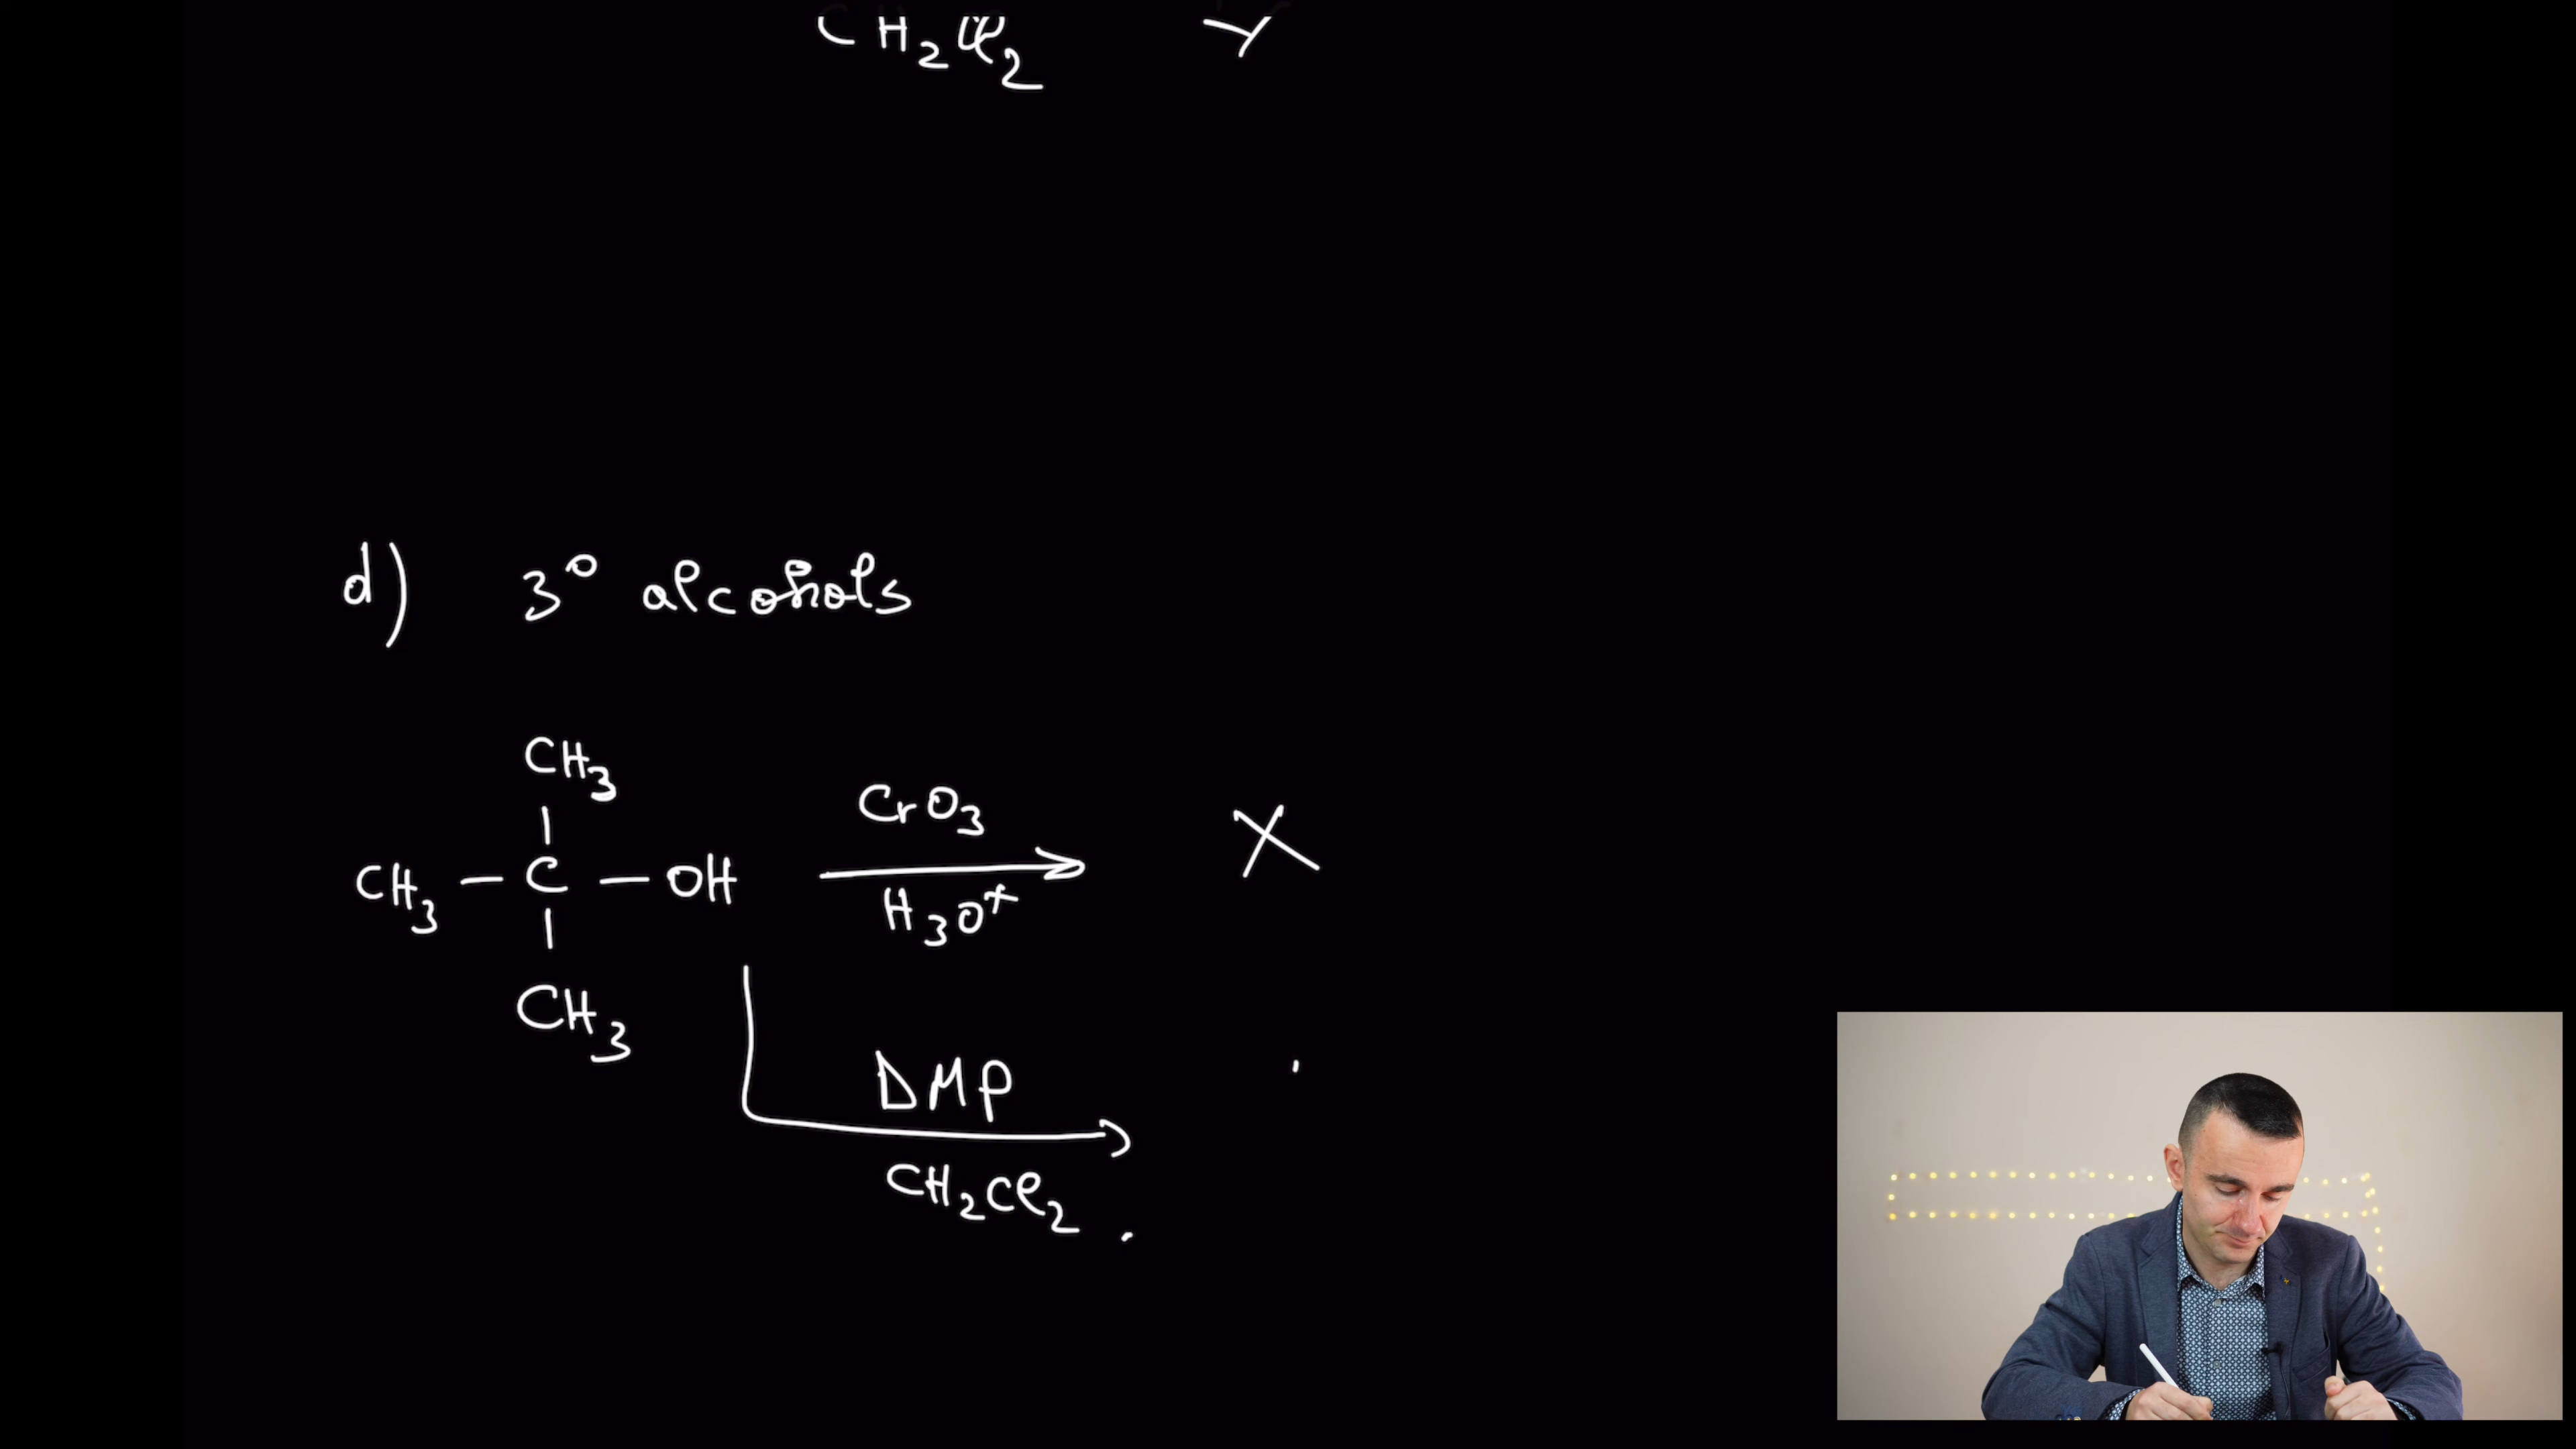 CH2Cl2
d) 3° alcohols
CH3
CrO3
CH3 - C - OH
H3O+
CH3
DMP
CH2Cl2